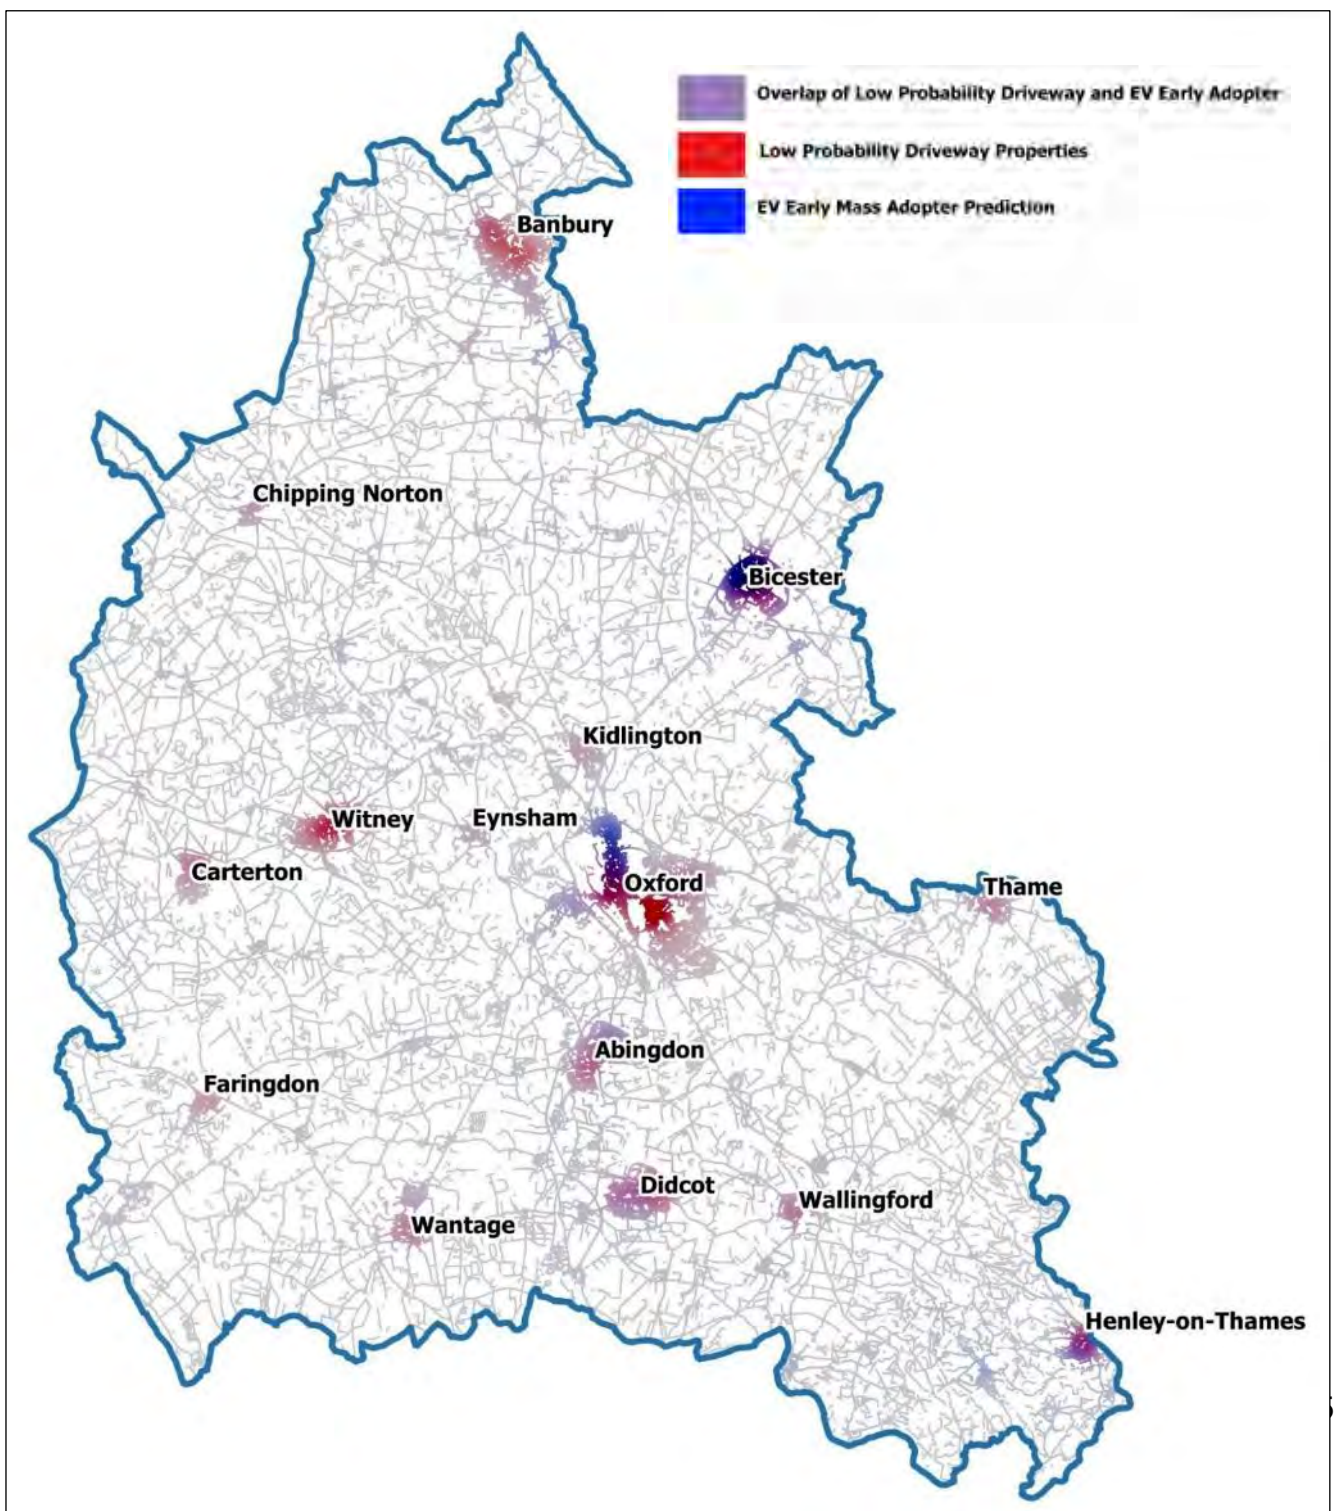 Overlap of Low Probability Driveway and EV Early Adopter
Low Probability Driveway Properties
EV Early Mass Adopter Prediction
Banbury
Chipping Norton
Bicester
Kidlington
Witney
Eynsham
Carterton
Oxford
Thame
Abingdon
Faringdon
Didcot
Wallingford
Wantage
Henley-on-Thames